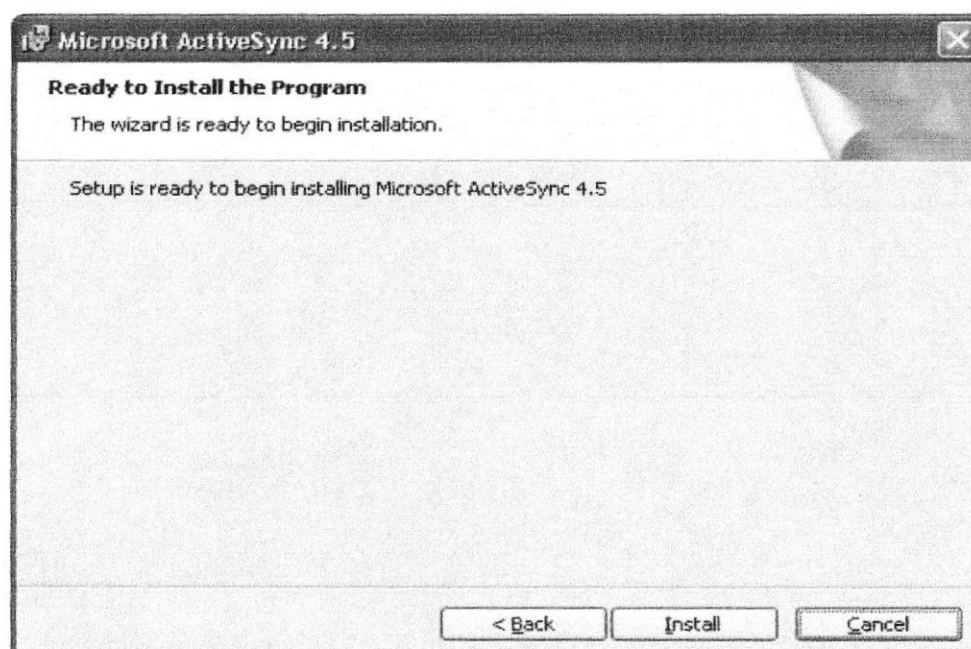 Microsoft ActiveSync 4.5
Ready to Install the Program
The wizard is ready to begin installation.
Setup is ready to begin installing Microsoft ActiveSync 4.5
< Back
Install
Cancel